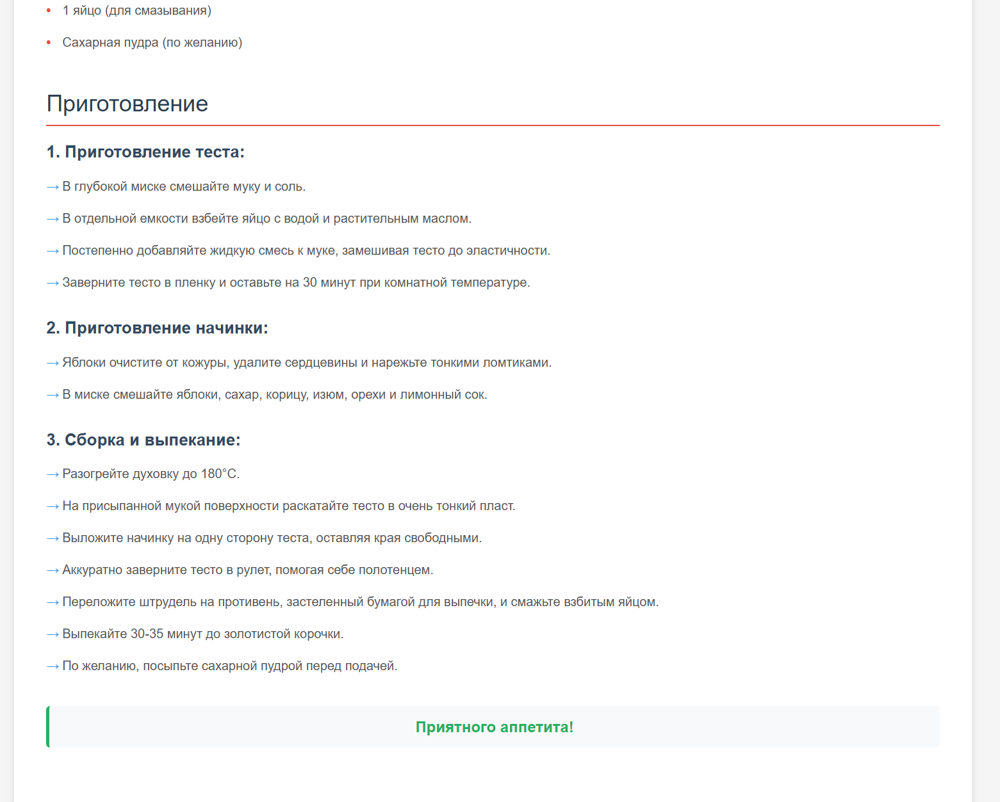 • 1 яйцо (для смазывания)
• Сахарная пудра (по желанию)
Приготовление
1. Приготовление теста:
→ В глубокой миске смешайте муку и соль.
→ В отдельной емкости взбейте яйцо с водой и растительным маслом.
→ Постепенно добавляйте жидкую смесь к муке, замешивая тесто до эластичности.
→ Заверните тесто в пленку и оставьте на 30 минут при комнатной температуре.
2. Приготовление начинки:
→ Яблоки очистите от кожуры, удалите сердцевины и нарежьте тонкими ломтиками.
→ В миске смешайте яблоки, сахар, корицу, изюм, орехи и лимонный сок.
3. Сборка и выпекание:
→ Разогрейте духовку до 180°C.
→ На присыпанной мукой поверхности раскатайте тесто в очень тонкий пласт.
→ Выложите начинку на одну сторону теста, оставляя края свободными.
→ Аккуратно заверните тесто в рулет, помогая себе полотенцем.
→ Переложите штрудель на противень, застеленный бумагой для выпечки, и смажьте взбитым яйцом.
→ Выпекайте 30-35 минут до золотистой корочки.
→ По желанию, посыпьте сахарной пудрой перед подачей.
Приятного аппетита!